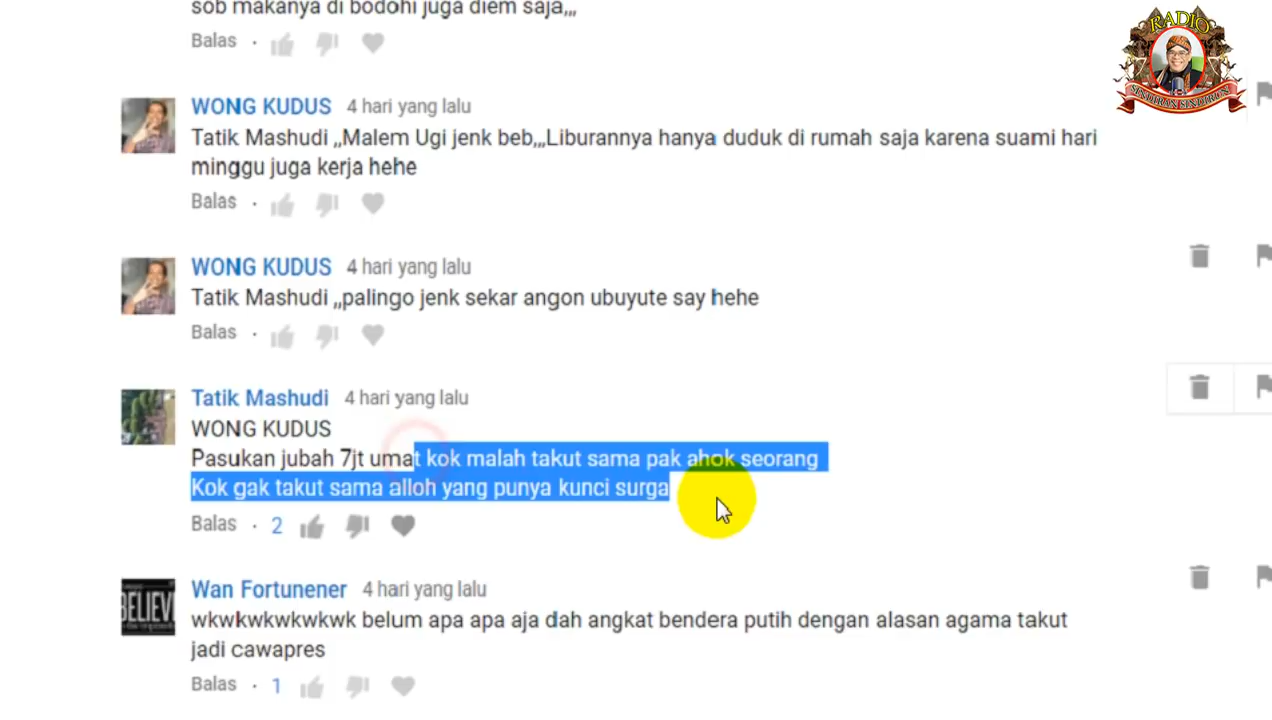 sob makanya di bodohi juga diem saja,,,
Balas
RADIO
SENTILAN SENTILUN
WONG KUDUS 4 hari yang lalu
Tatik Mashudi ,,Malem Ugi jenk beb,,,Liburannya hanya duduk di rumah saja karena suami hari
minggu juga kerja hehe
Balas
WONG KUDUS 4 hari yang lalu
Tatik Mashudi ,,palingo jenk sekar angon ubuyute say hehe
Balas
Tatik Mashudi 4 hari yang lalu
WONG KUDUS
Pasukan jubah 7jt umat kok malah takut sama pak ahok seorang
Kok gak takut sama alloh yang punya kunci surga
Balas · 2
BELIEVE
Wan Fortunener 4 hari yang lalu
wkwkwkwkwkwk belum apa apa aja dah angkat bendera putih dengan alasan agama takut
jadi cawapres
Balas · 1